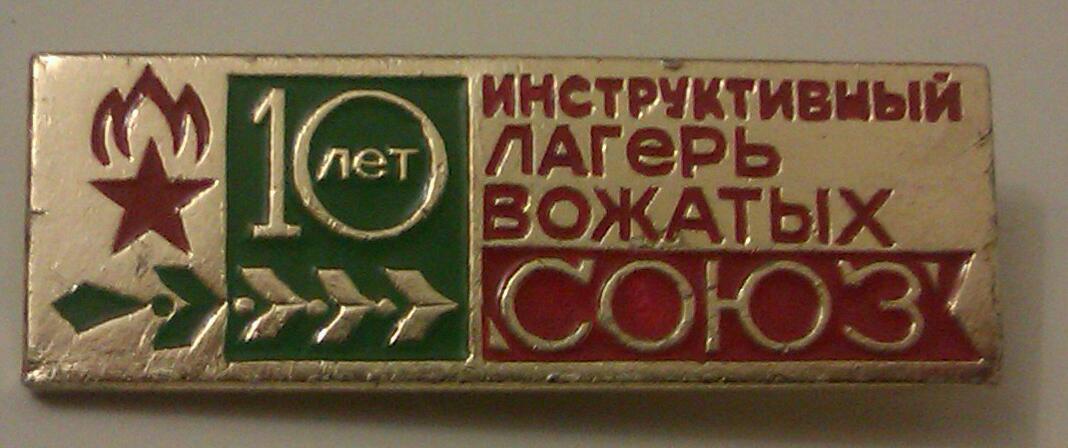 10 лет
ИНСТРУКТИВНЫЙ
ЛАГеРЬ
ВОЖАТЫХ
СОЮЗ